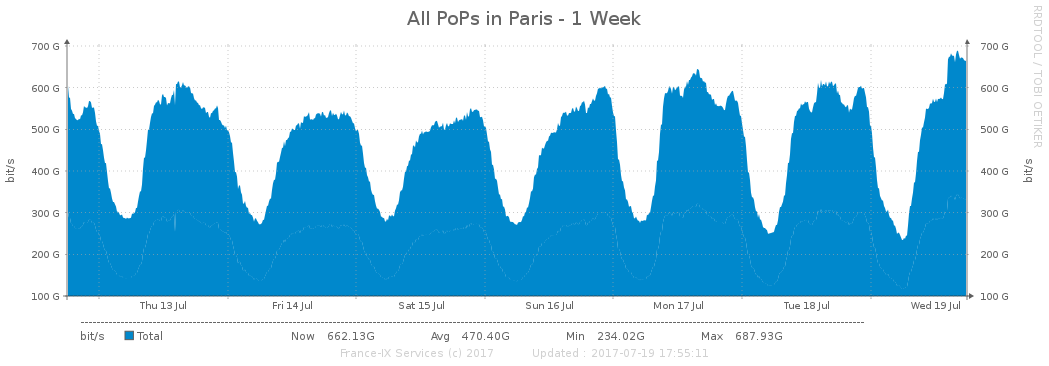 All PoPs in Paris - 1 Week
RRDTOOL / TOBI OETIKER
700 G 700 G
600 G 600 G
500 G 500 G
400 G 400 G
300 G 300 G
200 G 200 G
100 G 100 G
bit/s
bit/s
Thu 13 Jul Fri 14 Jul Sat 15 Jul Sun 16 Jul Mon 17 Jul Tue 18 Jul Wed 19 Jul
bit/s Total Now 662.13G Avg 470.40G Min 234.02G Max 687.93G
France-IX Services (c) 2017 Updated : 2017-07-19 17:55:11